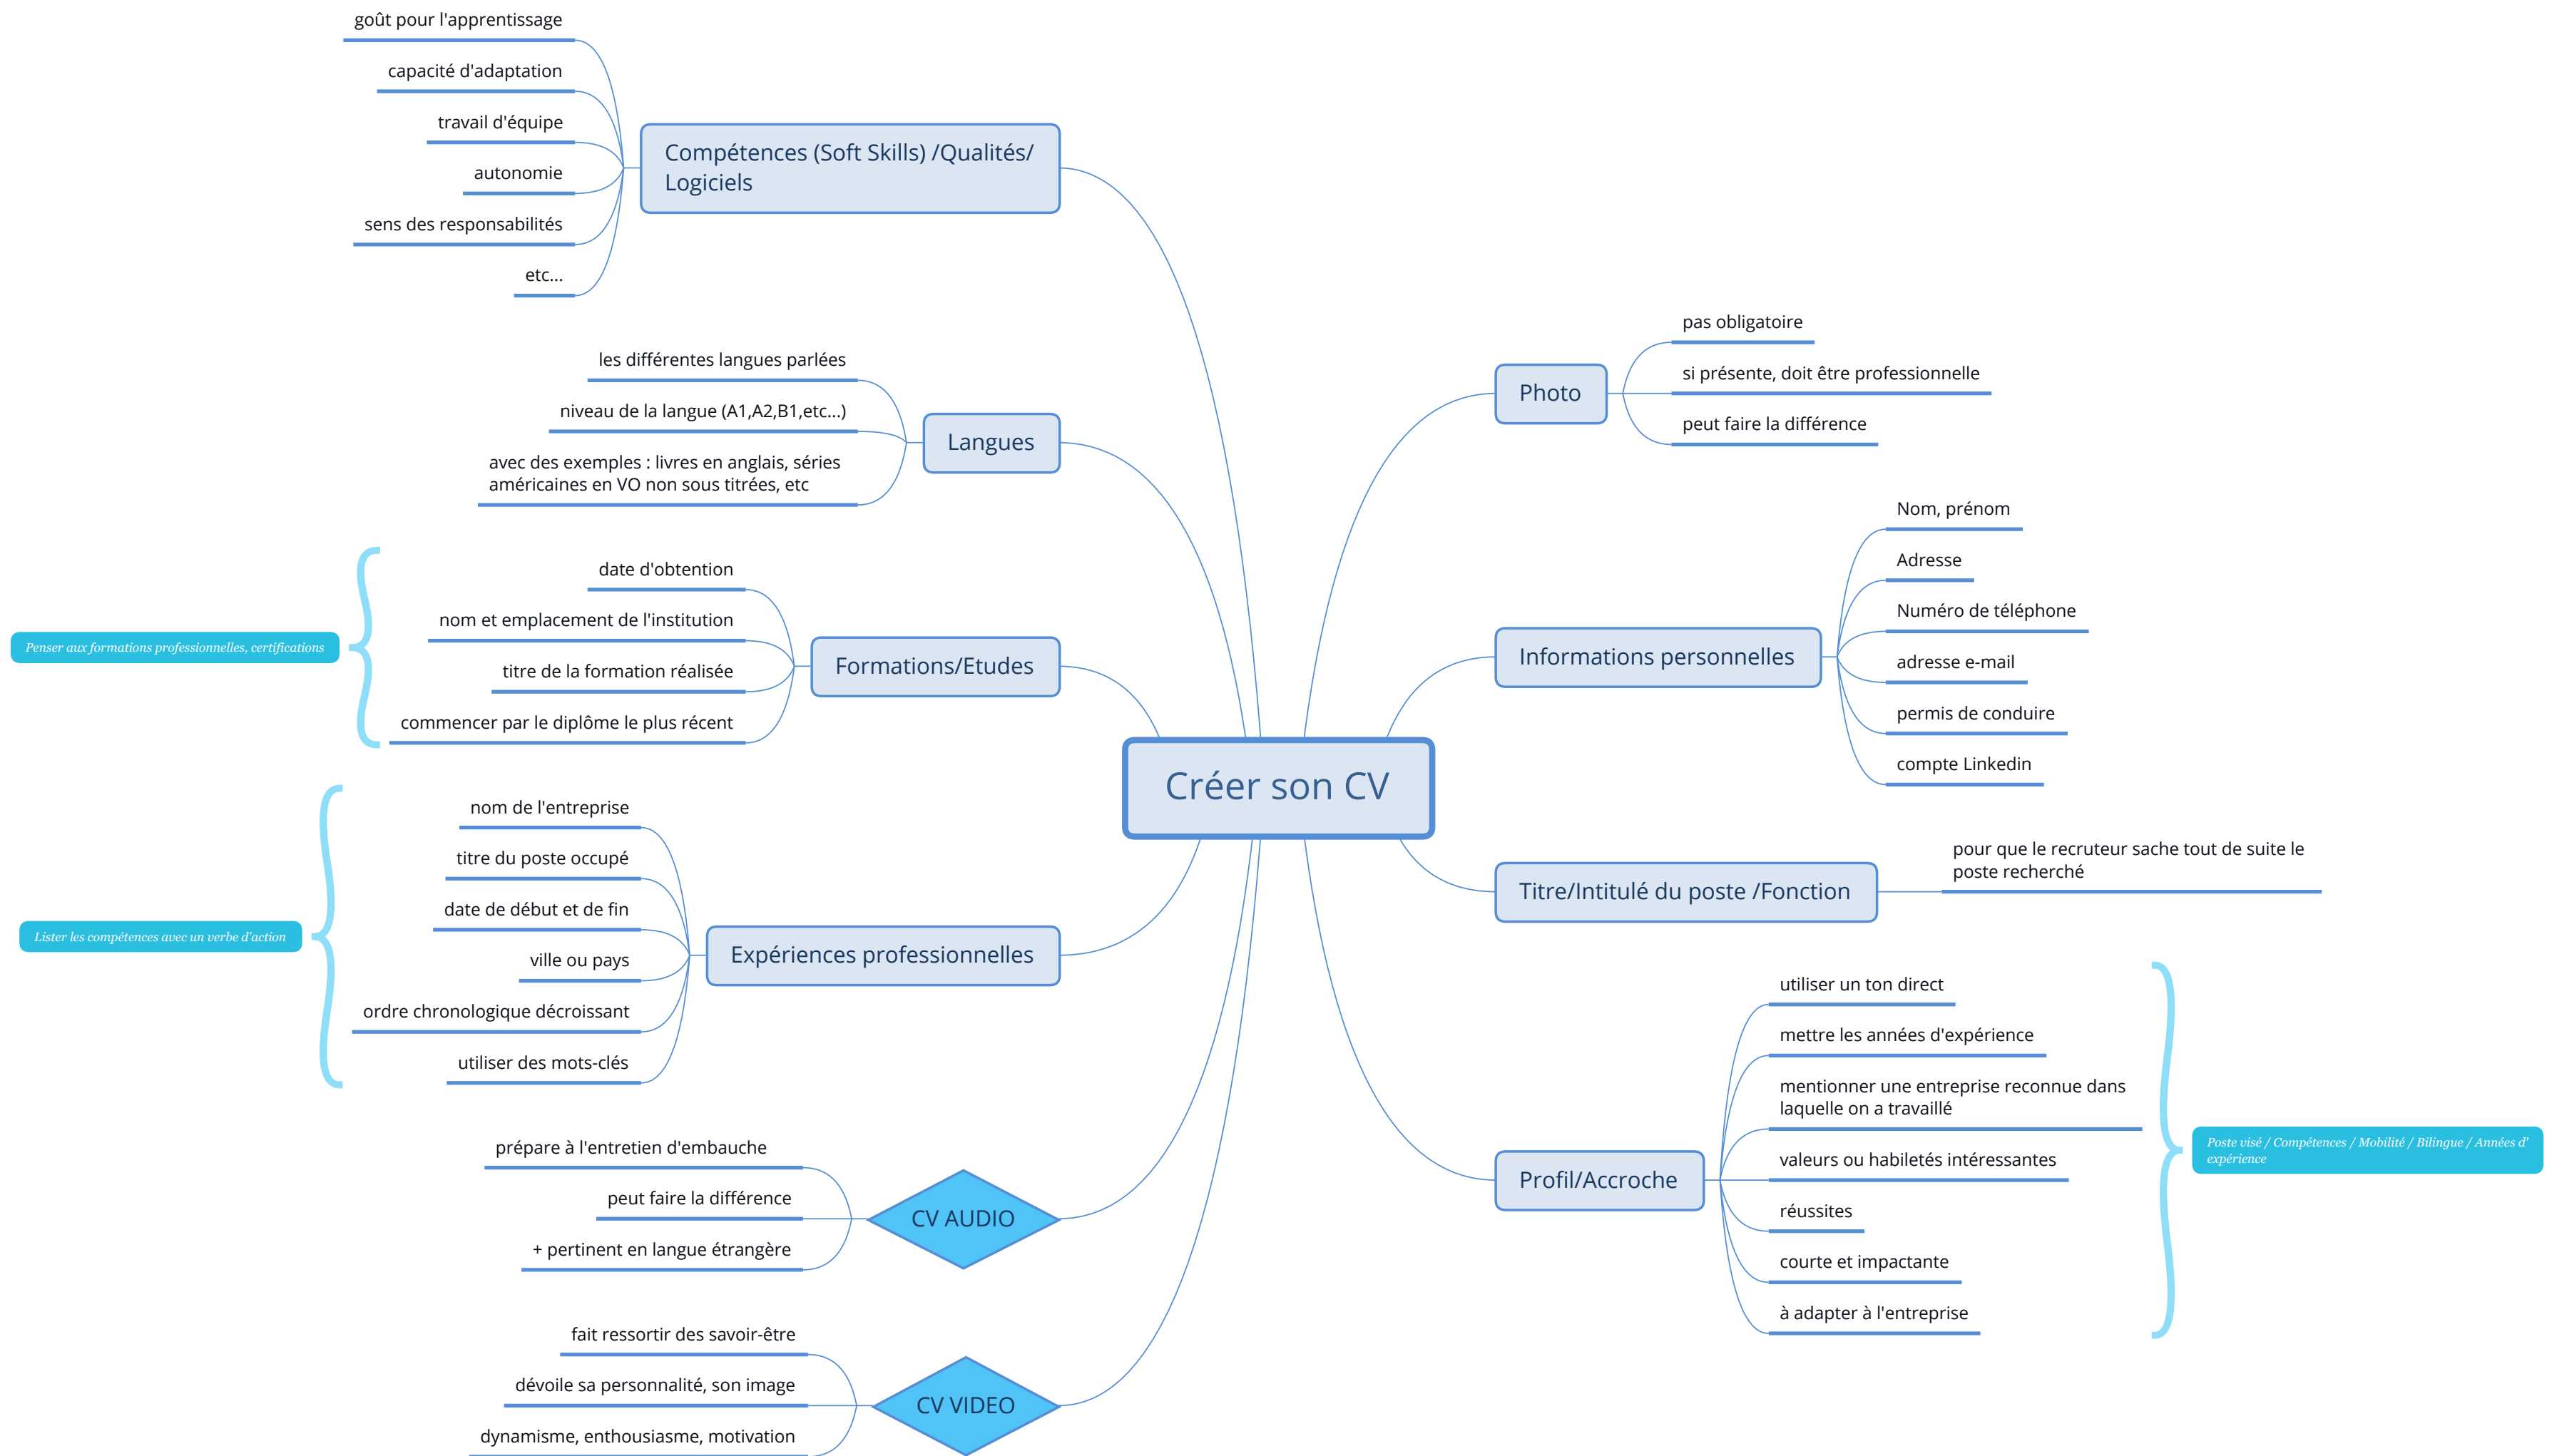 Créer son CV
Photo
pas obligatoire
si présente, doit être professionnelle
peut faire la différence
Informations personnelles
Nom, prénom
Adresse
Numéro de téléphone
adresse e-mail
permis de conduire
compte Linkedin
Titre/Intitulé du poste /Fonction
pour que le recruteur sache tout de suite le
poste recherché
Profil/Accroche
utiliser un ton direct
mettre les années d'expérience
mentionner une entreprise reconnue dans
laquelle on a travaillé
valeurs ou habiletés intéressantes
réussites
courte et impactante
à adapter à l'entreprise
Poste visé / Compétences / Mobilité / Bilingue / Années d'
expérience
Compétences (Soft Skills) /Qualités/
Logiciels
goût pour l'apprentissage
capacité d'adaptation
travail d'équipe
autonomie
sens des responsabilités
etc...
Langues
les différentes langues parlées
niveau de la langue (A1,A2,B1,etc...)
avec des exemples : livres en anglais, séries
américaines en VO non sous titrées, etc
Formations/Etudes
date d'obtention
nom et emplacement de l'institution
titre de la formation réalisée
commencer par le diplôme le plus récent
Penser aux formations professionnelles, certifications
Expériences professionnelles
nom de l'entreprise
titre du poste occupé
date de début et de fin
ville ou pays
ordre chronologique décroissant
utiliser des mots-clés
Lister les compétences avec un verbe d'action
CV AUDIO
prépare à l'entretien d'embauche
peut faire la différence
+ pertinent en langue étrangère
CV VIDEO
fait ressortir des savoir-être
dévoile sa personnalité, son image
dynamisme, enthousiasme, motivation